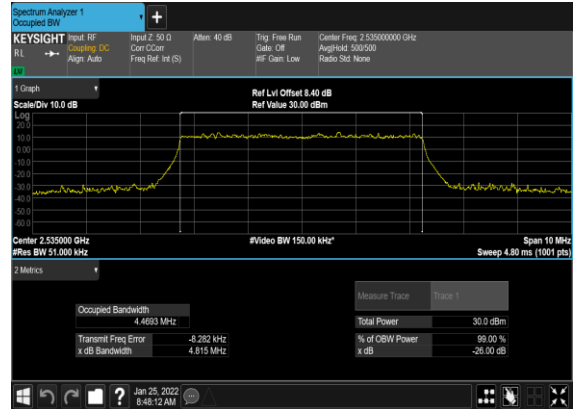 Spectrum Analyzer 1
Occupied BW
+
KEYSIGHT Input: RF Input Z: 50 Ω Atten: 40 dB Trig: Free Run Center Freq: 2.535000000 GHz
RL Coupling: DC Corr CCorr Gate: Off Avg|Hold: 500/500
Align: Auto Freq Ref: Int (S) #IF Gain: Low Radio Std: None
LNI
1 Graph
Ref Lvl Offset 8.40 dB
Scale/Div 10.0 dB Ref Value 30.00 dBm
Log
20.0
10.0
0.00
-10.0
-20.0
-30.0
-40.0
-50.0
-60.0
Center 2.535000 GHz #Video BW 150.00 kHz* Span 10 MHz
#Res BW 51.000 kHz Sweep 4.80 ms (1001 pts)
2 Metrics
Measure Trace Trace 1
Occupied Bandwidth
4.4693 MHz
Total Power 30.0 dBm
Transmit Freq Error -8.282 kHz % of OBW Power 99.00 %
x dB Bandwidth 4.815 MHz x dB -26.00 dB
? Jan 25, 2022
8:48:12 AM